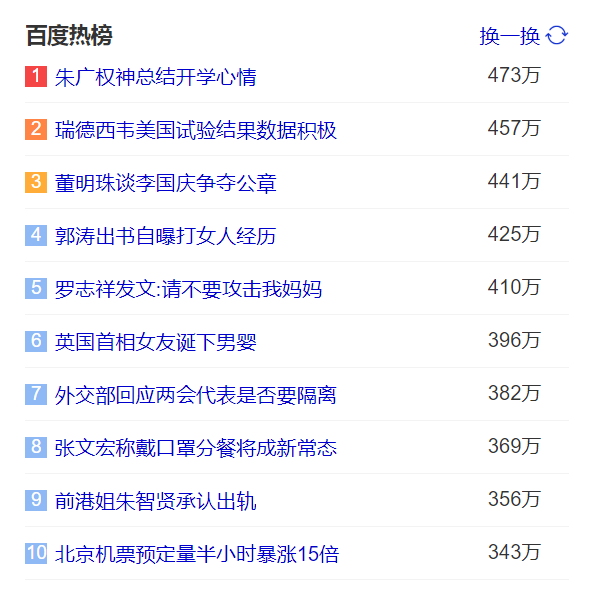 百度热榜 换一换
1 朱广权神总结开学心情 473万
2 瑞德西韦美国试验结果数据积极 457万
3 董明珠谈李国庆争夺公章 441万
4 郭涛出书自曝打女人经历 425万
5 罗志祥发文:请不要攻击我妈妈 410万
6 英国首相女友诞下男婴 396万
7 外交部回应两会代表是否要隔离 382万
8 张文宏称戴口罩分餐将成新常态 369万
9 前港姐朱智贤承认出轨 356万
10 北京机票预定量半小时暴涨15倍 343万